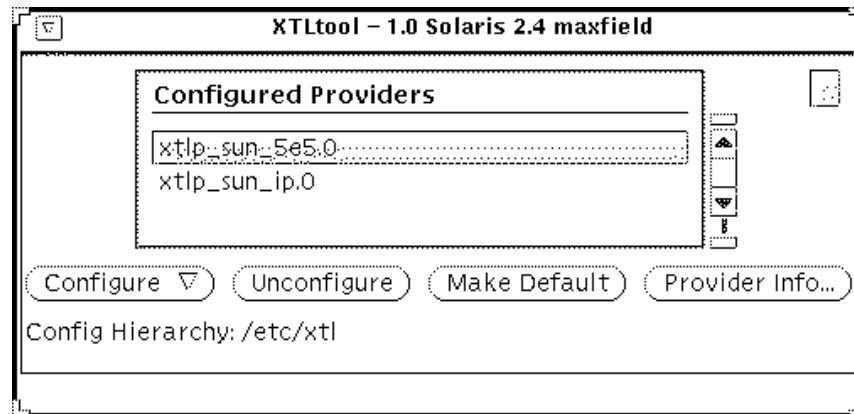 XTLtool – 1.0 Solaris 2.4 maxfield
Configured Providers
xtlp_sun_5e5.0
xtlp_sun_ip.0
Configure Unconfigure Make Default Provider Info...
Config Hierarchy: /etc/xtl